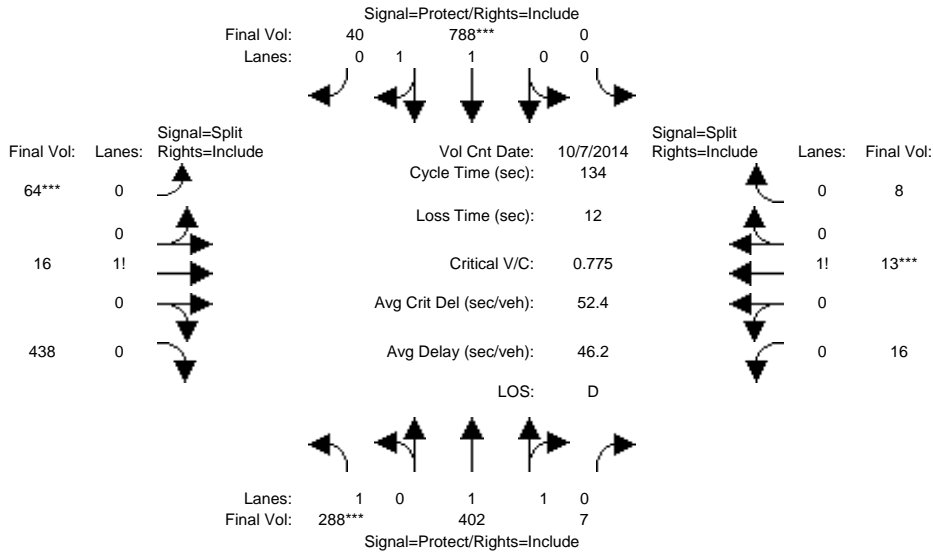 Signal=Protect/Rights=Include
Final Vol: 40 788*** 0
Lanes: 0 1 1 0 0
Signal=Split
Final Vol: Lanes: Rights=Include
Vol Cnt Date: 10/7/2014
Signal=Split
Rights=Include Lanes: Final Vol:
Cycle Time (sec): 134
64*** 0
0 8
Loss Time (sec): 12
0
0
16 1!
Critical V/C: 0.775
1! 13***
0
Avg Crit Del (sec/veh): 52.4
0
438 0
Avg Delay (sec/veh): 46.2
0 16
LOS: D
Lanes: 1 0 1 1 0
Final Vol: 288*** 402 7
Signal=Protect/Rights=Include